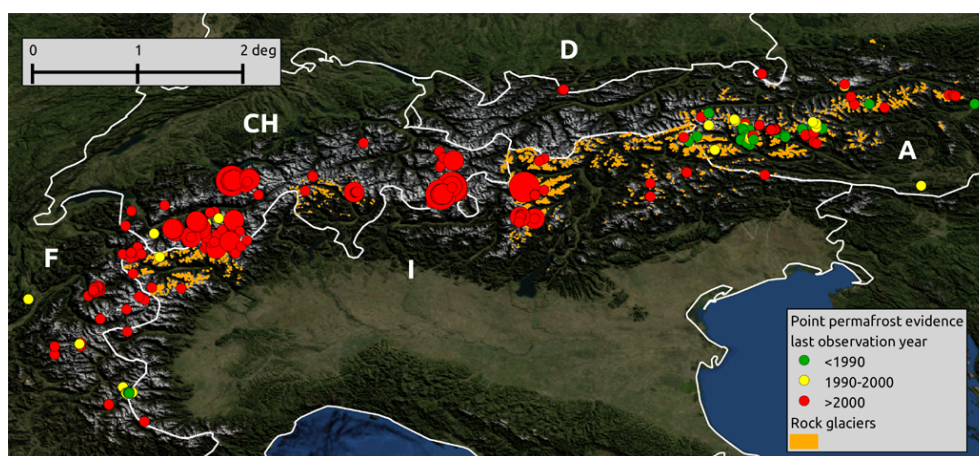 0 1 2 deg
D
CH
A
F
I
Point permafrost evidence
last observation year
<1990
1990-2000
>2000
Rock glaciers